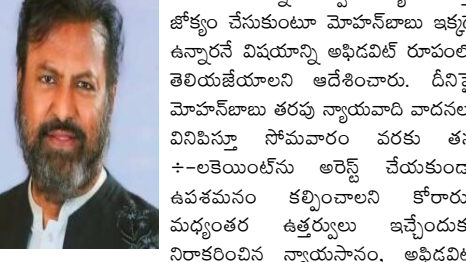 జోక్యం చేసుకుంటూ మోహన్‌బాబు ఇక్కడే
ఉన్నారనే విషయాన్ని అఫిడవిట్ రూపంలో
తెలియజేయాలని ఆదేశించారు. దీనిపై
మోహన్‌బాబు తరపు న్యాయవాది వాదనలు
వినిపిస్తూ సోమవారం వరకు తన
÷-లకెయింట్‌ను అరెస్ట్ చేయకుండా
ఉపశమనం కల్పించాలని కోరారు.
మధ్యంతర ఉత్తర్వులు ఇచ్చేందుకు
నిరాకరించిన న్యాయస్థానం, అఫిడవిట్